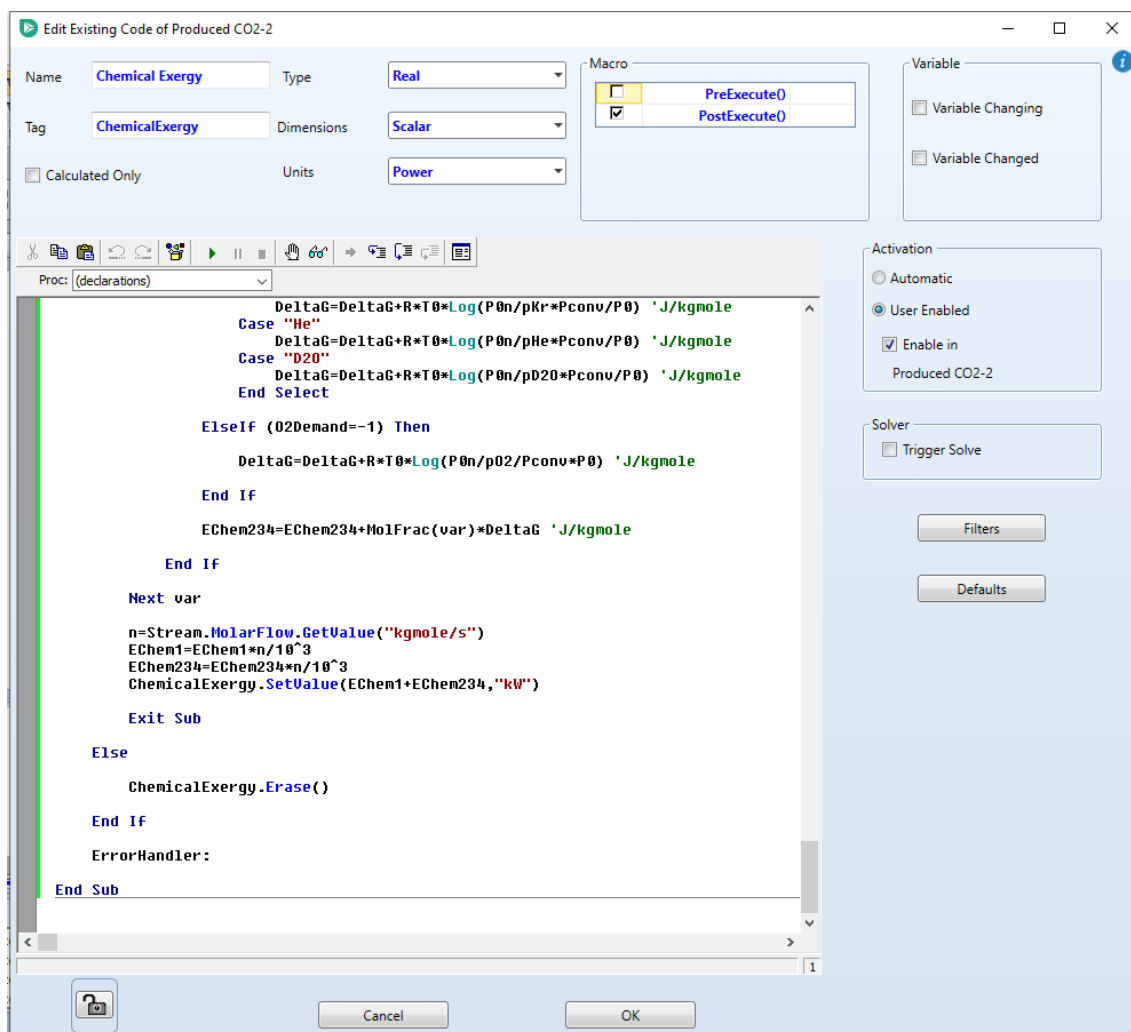 Edit Existing Code of Produced CO2-2
Name Chemical Exergy Type Real
Tag ChemicalExergy Dimensions Scalar
Calculated Only Units Power
Macro
PreExecute()
PostExecute()
Variable
Variable Changing
Variable Changed
Proc: (declarations)
DeltaG=DeltaG+R*T0*Log(P0n/pKr*Pconv/P0) 'J/kgmole
Case "He"
DeltaG=DeltaG+R*T0*Log(P0n/pHe*Pconv/P0) 'J/kgmole
Case "D2O"
DeltaG=DeltaG+R*T0*Log(P0n/pD2O*Pconv/P0) 'J/kgmole
End Select
ElseIf (O2Demand=-1) Then
DeltaG=DeltaG+R*T0*Log(P0n/pO2/Pconv*P0) 'J/kgmole
End If
EChem234=EChem234+MolFrac(var)*DeltaG 'J/kgmole
End If
Next var
n=Stream.MolarFlow.GetValue("kgmole/s")
EChem1=EChem1*n/10^3
EChem234=EChem234*n/10^3
ChemicalExergy.SetValue(EChem1+EChem234,"kW")
Exit Sub
Else
ChemicalExergy.Erase()
End If
ErrorHandler:
End Sub
1
Activation
Automatic
User Enabled
Enable in
Produced CO2-2
Solver
Trigger Solve
Filters
Defaults
Cancel OK